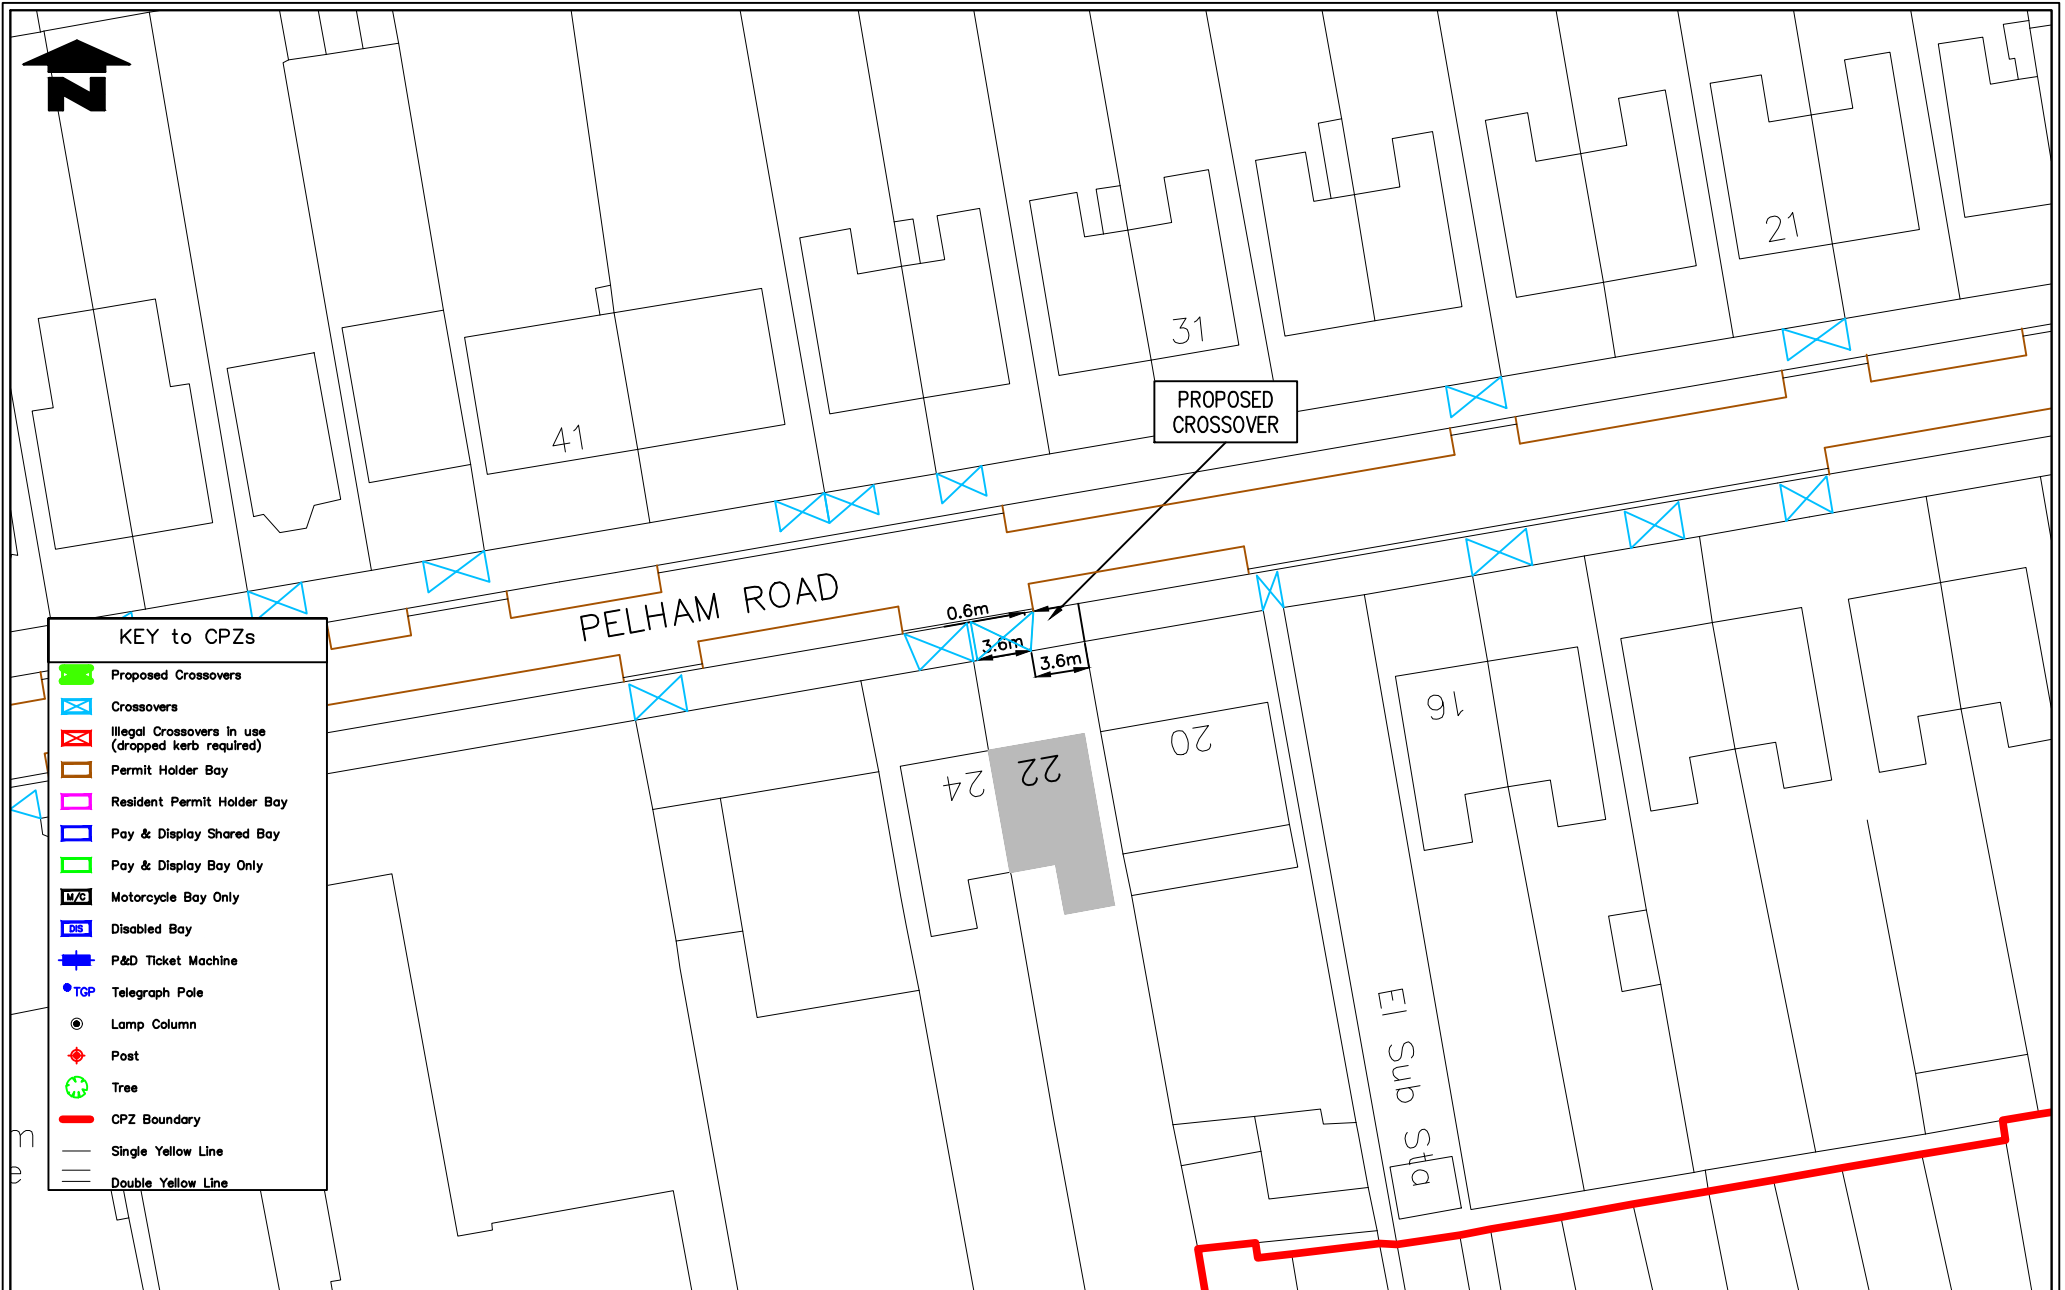 N
21
31
41
PROPOSED
CROSSOVER
PELHAM ROAD
0.6m
3.6m
3.6m
16
20
22
24
El Sub Sta
KEY to CPZs
Proposed Crossovers
Crossovers
Illegal Crossovers in use
(dropped kerb required)
Permit Holder Bay
Resident Permit Holder Bay
Pay & Display Shared Bay
Pay & Display Bay Only
M/C Motorcycle Bay Only
DIS Disabled Bay
P&D Ticket Machine
TGP Telegraph Pole
Lamp Column
Post
Tree
CPZ Boundary
Single Yellow Line
Double Yellow Line
m
e